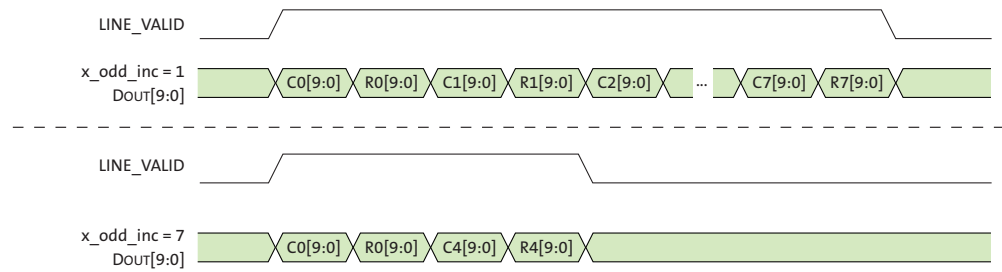 LINE_VALID
x_odd_inc = 1
DOUT[9:0]
C0[9:0] R0[9:0] C1[9:0] R1[9:0] C2[9:0] ... C7[9:0] R7[9:0]
LINE_VALID
x_odd_inc = 7
DOUT[9:0]
C0[9:0] R0[9:0] C4[9:0] R4[9:0]